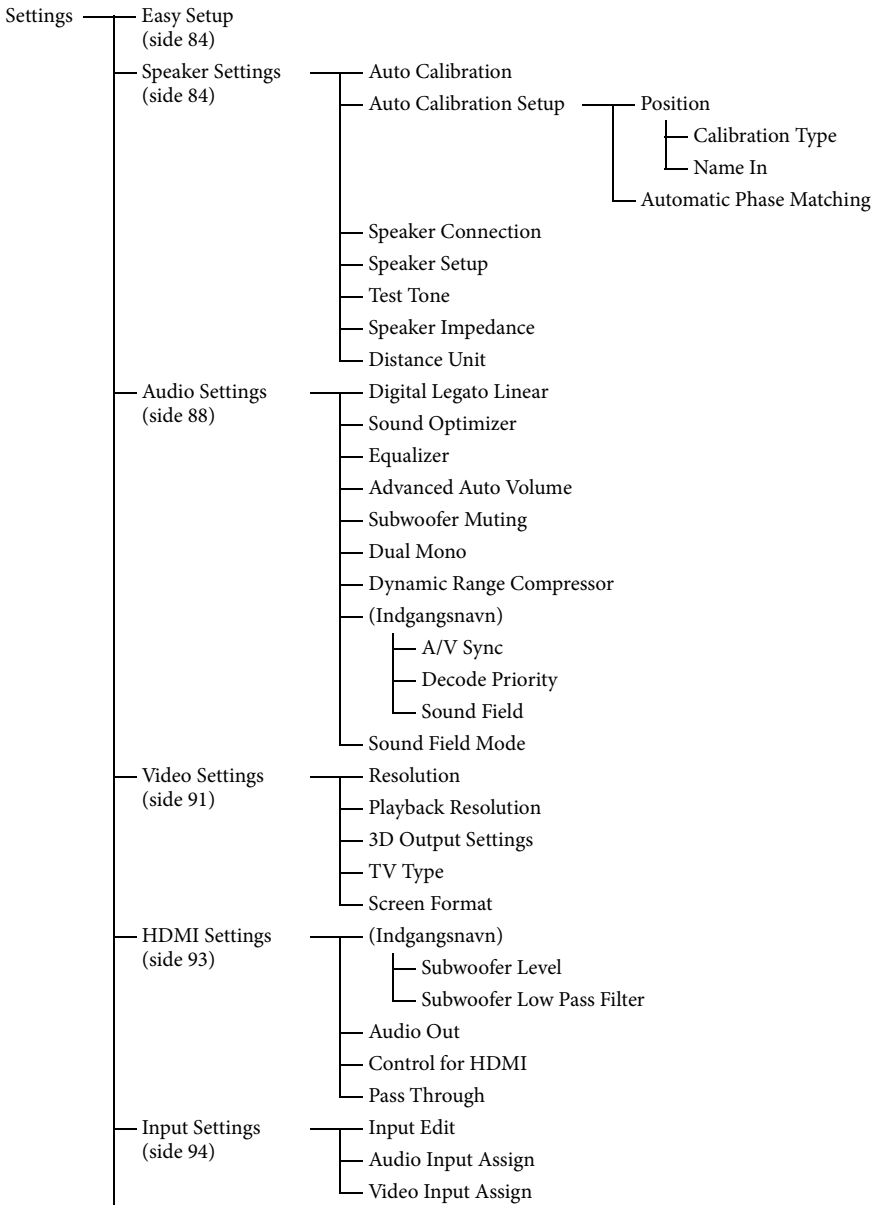 Settings
Easy Setup
(side 84)
Speaker Settings
(side 84)
Auto Calibration
Auto Calibration Setup
Position
Calibration Type
Name In
Automatic Phase Matching
Speaker Connection
Speaker Setup
Test Tone
Speaker Impedance
Distance Unit
Audio Settings
(side 88)
Digital Legato Linear
Sound Optimizer
Equalizer
Advanced Auto Volume
Subwoofer Muting
Dual Mono
Dynamic Range Compressor
(Indgangsnavn)
A/V Sync
Decode Priority
Sound Field
Sound Field Mode
Video Settings
(side 91)
Resolution
Playback Resolution
3D Output Settings
TV Type
Screen Format
HDMI Settings
(side 93)
(Indgangsnavn)
Subwoofer Level
Subwoofer Low Pass Filter
Audio Out
Control for HDMI
Pass Through
Input Settings
(side 94)
Input Edit
Audio Input Assign
Video Input Assign